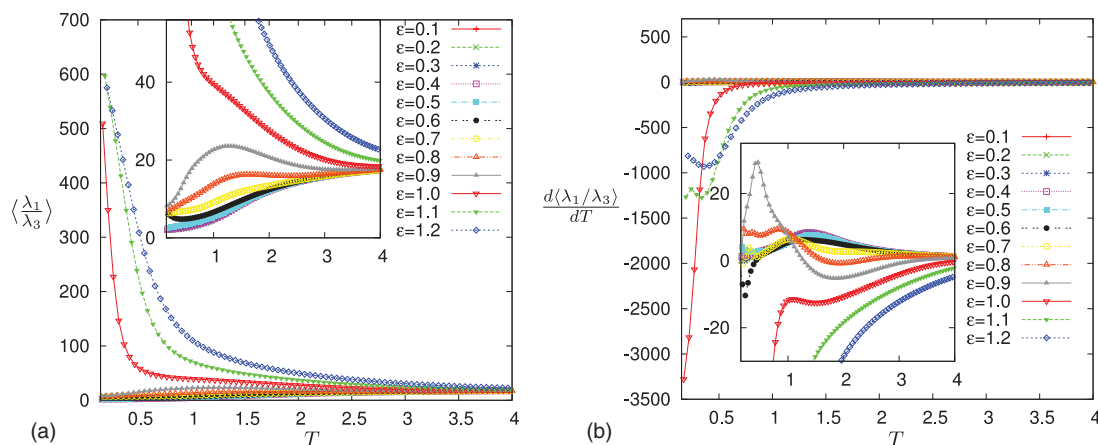 700
600
500
400
300
200
100
0
⟨λ₁/λ₃⟩
0.5 1 1.5 2 2.5 3 3.5 4
T
(a)
40
20
0
1 2 3 4
ε=0.1
ε=0.2
ε=0.3
ε=0.4
ε=0.5
ε=0.6
ε=0.7
ε=0.8
ε=0.9
ε=1.0
ε=1.1
ε=1.2
500
0
-500
-1000
-1500
-2000
-2500
-3000
-3500
d⟨λ₁/λ₃⟩
dT
0.5 1 1.5 2 2.5 3 3.5 4
T
(b)
20
0
-20
1 2 3 4
ε=0.1
ε=0.2
ε=0.3
ε=0.4
ε=0.5
ε=0.6
ε=0.7
ε=0.8
ε=0.9
ε=1.0
ε=1.1
ε=1.2